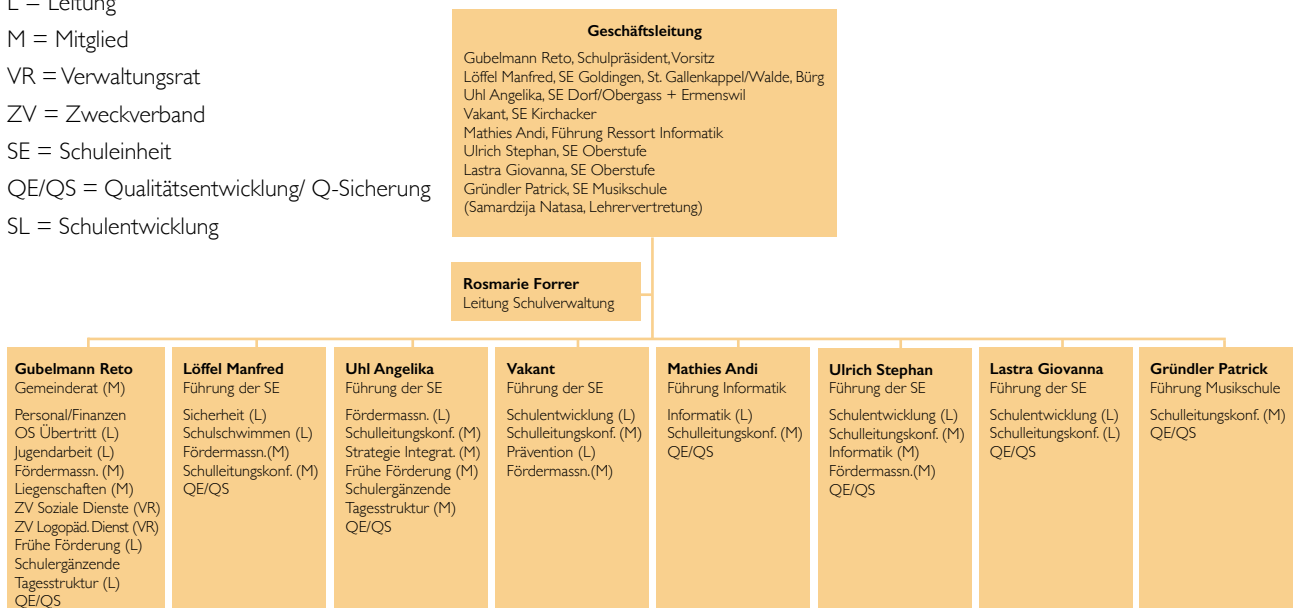 L = Leitung
M = Mitglied
VR = Verwaltungsrat
ZV = Zweckverband
SE = Schuleinheit
QE/QS = Qualitätsentwicklung/ Q-Sicherung
SL = Schulentwicklung
Geschäftsleitung
Gubelmann Reto, Schulpräsident, Vorsitz
Löffel Manfred, SE Goldingen, St. Gallenkappel/Walde, Bürg
Uhl Angelika, SE Dorf/Obergass + Ermenswil
Vakant, SE Kirchacker
Mathies Andi, Führung Ressort Informatik
Ulrich Stephan, SE Oberstufe
Lastra Giovanna, SE Oberstufe
Gründler Patrick, SE Musikschule
(Samardzija Natasa, Lehrervertretung)
Rosmarie Forrer
Leitung Schulverwaltung
Gubelmann Reto
Gemeinderat (M)
Personal/Finanzen
OS Übertritt (L)
Jugendarbeit (L)
Fördermassn. (M)
Liegenschaften (M)
ZV Soziale Dienste (VR)
ZV Logopäd. Dienst (VR)
Frühe Förderung (L)
Schulergänzende
Tagesstruktur (L)
QE/QS
Löffel Manfred
Führung der SE
Sicherheit (L)
Schulschwimmen (L)
Fördermassn.(M)
Schulleitungskonf. (M)
QE/QS
Uhl Angelika
Führung der SE
Fördermassn. (L)
Schulleitungskonf. (M)
Strategie Integrat. (M)
Frühe Förderung (M)
Schulergänzende
Tagesstruktur (M)
QE/QS
Vakant
Führung der SE
Schulentwicklung (L)
Schulleitungskonf. (M)
Prävention (L)
Fördermassn.(M)
Mathies Andi
Führung Informatik
Informatik (L)
Schulleitungskonf. (M)
QE/QS
Ulrich Stephan
Führung der SE
Schulentwicklung (L)
Schulleitungskonf. (M)
Informatik (M)
Fördermassn.(M)
QE/QS
Lastra Giovanna
Führung der SE
Schulentwicklung (L)
Schulleitungskonf. (L)
QE/QS
Gründler Patrick
Führung Musikschule
Schulleitungskonf. (M)
QE/QS